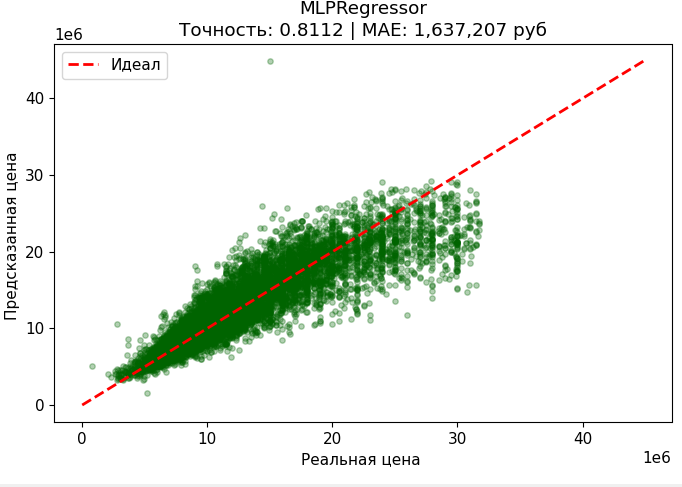 MLPRegressor
Точность: 0.8112 | MAE: 1,637,207 руб
1e6
Идеал
40
30
20
10
0
Предсказанная цена
0 10 20 30 40
Реальная цена
1e6